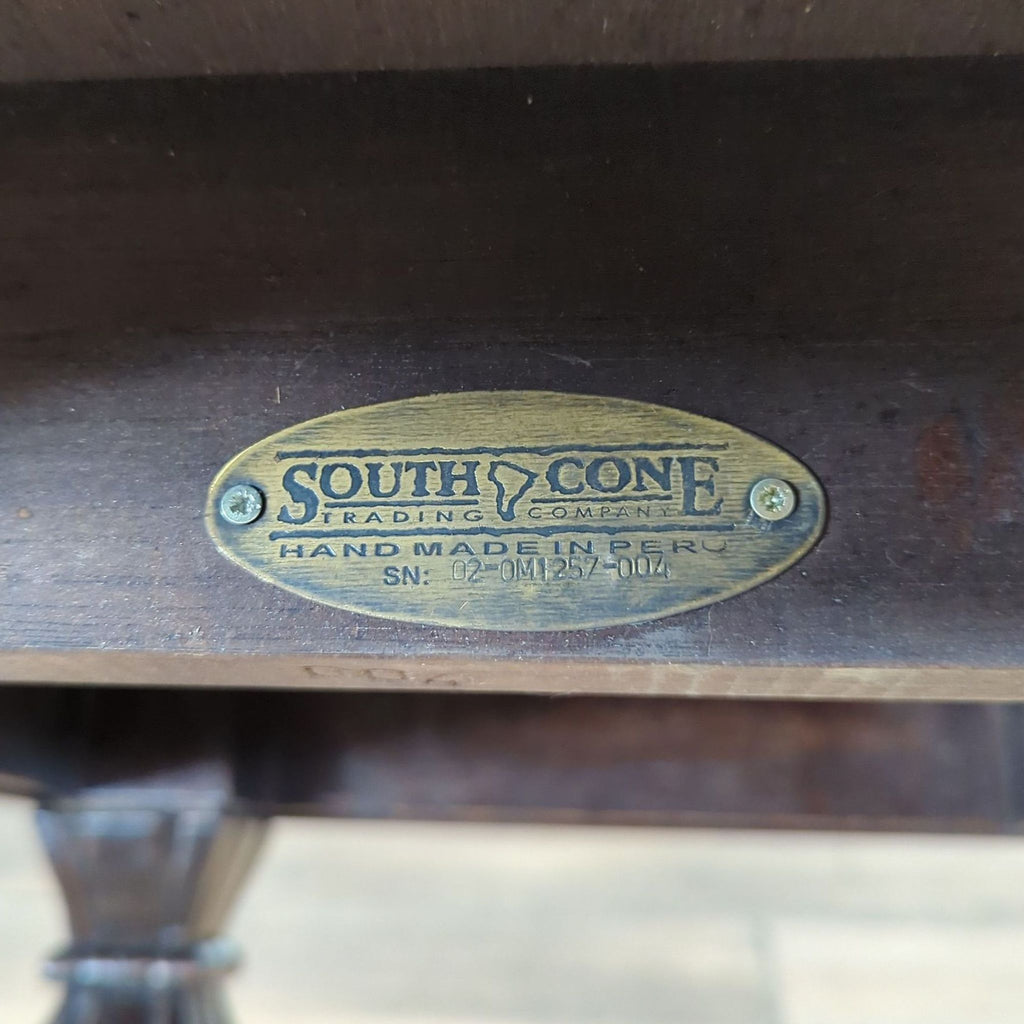 SOUTH CONE
TRADING COMPANY
HAND MADE IN PERU
SN: 02-OM1257-004